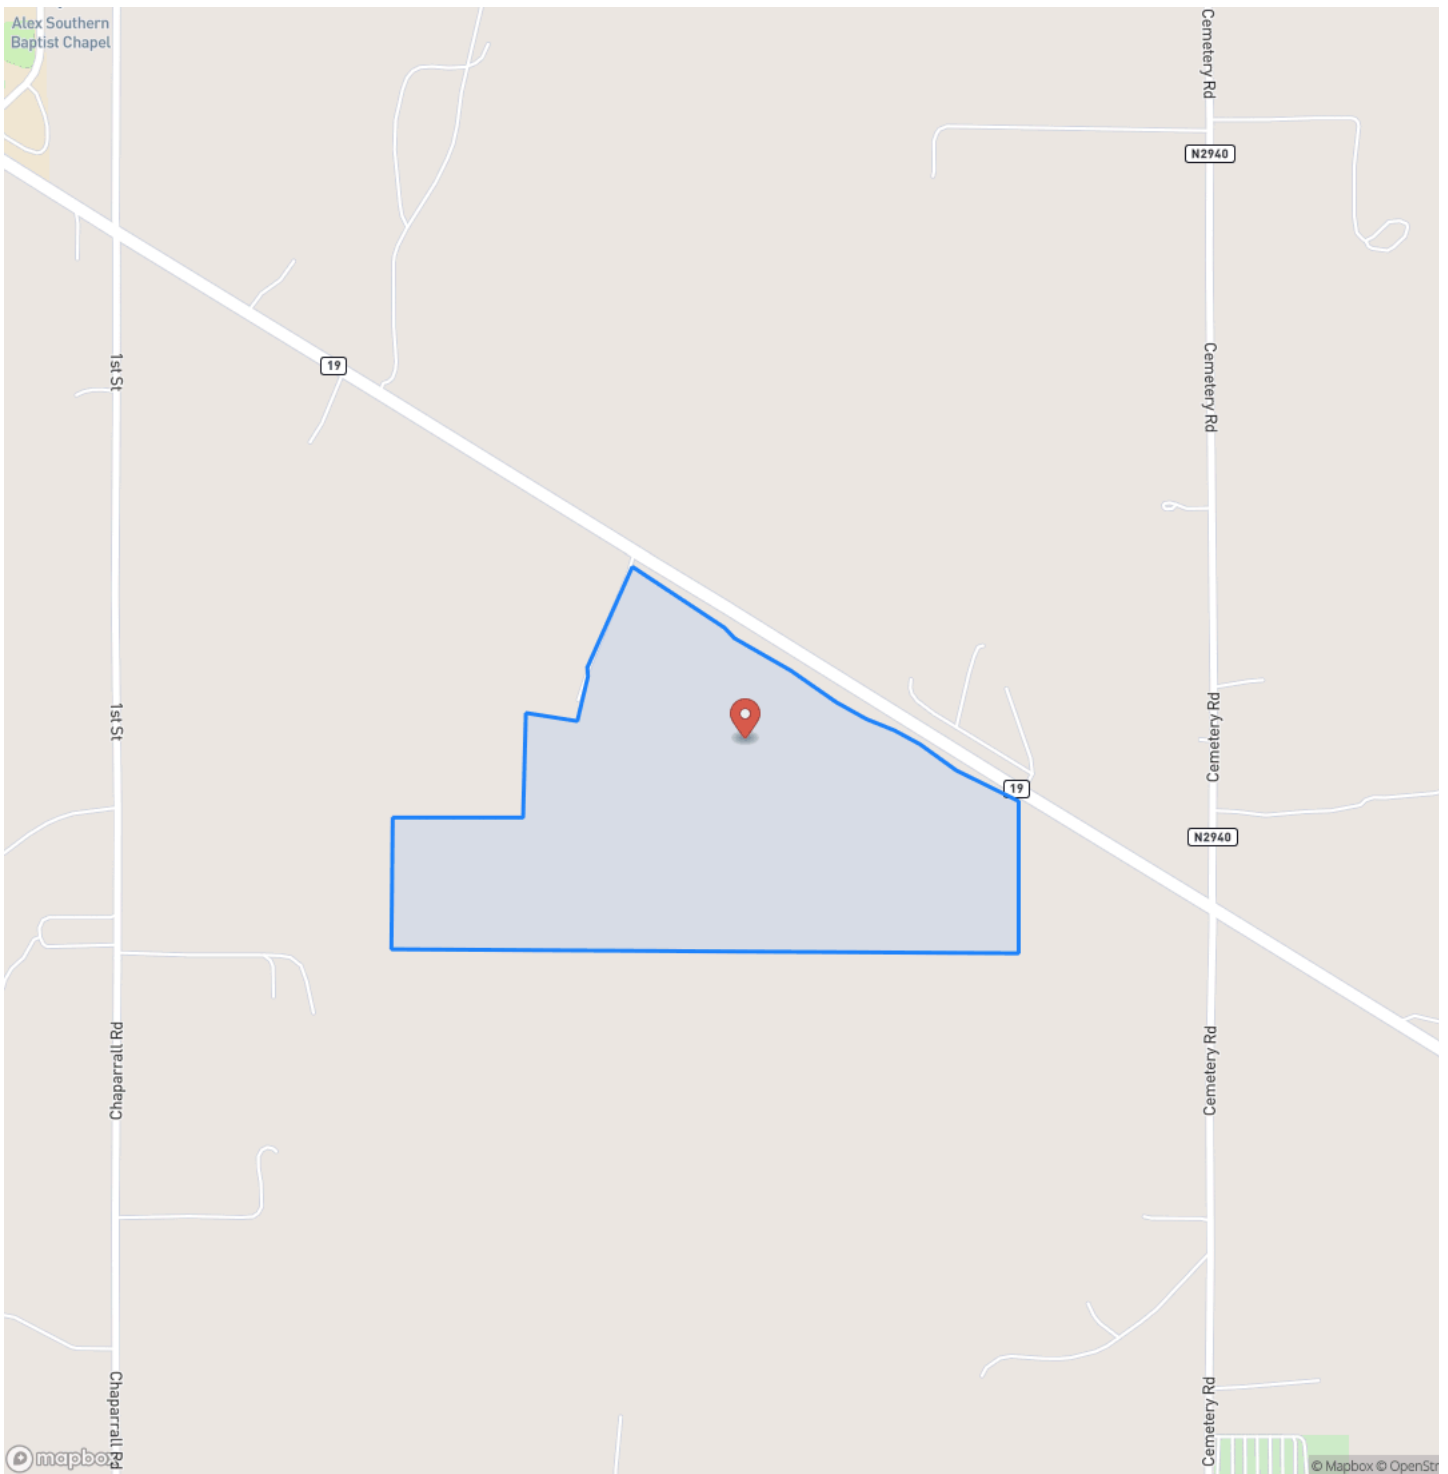 Alex Southern
Baptist Chapel
Cemetery Rd
N2940
1st St
19
Cemetery Rd
1st St
Cemetery Rd
19
N2940
Chaparrall Rd
Cemetery Rd
Chaparrall Rd
Cemetery Rd
mapbox
© Mapbox © OpenStr